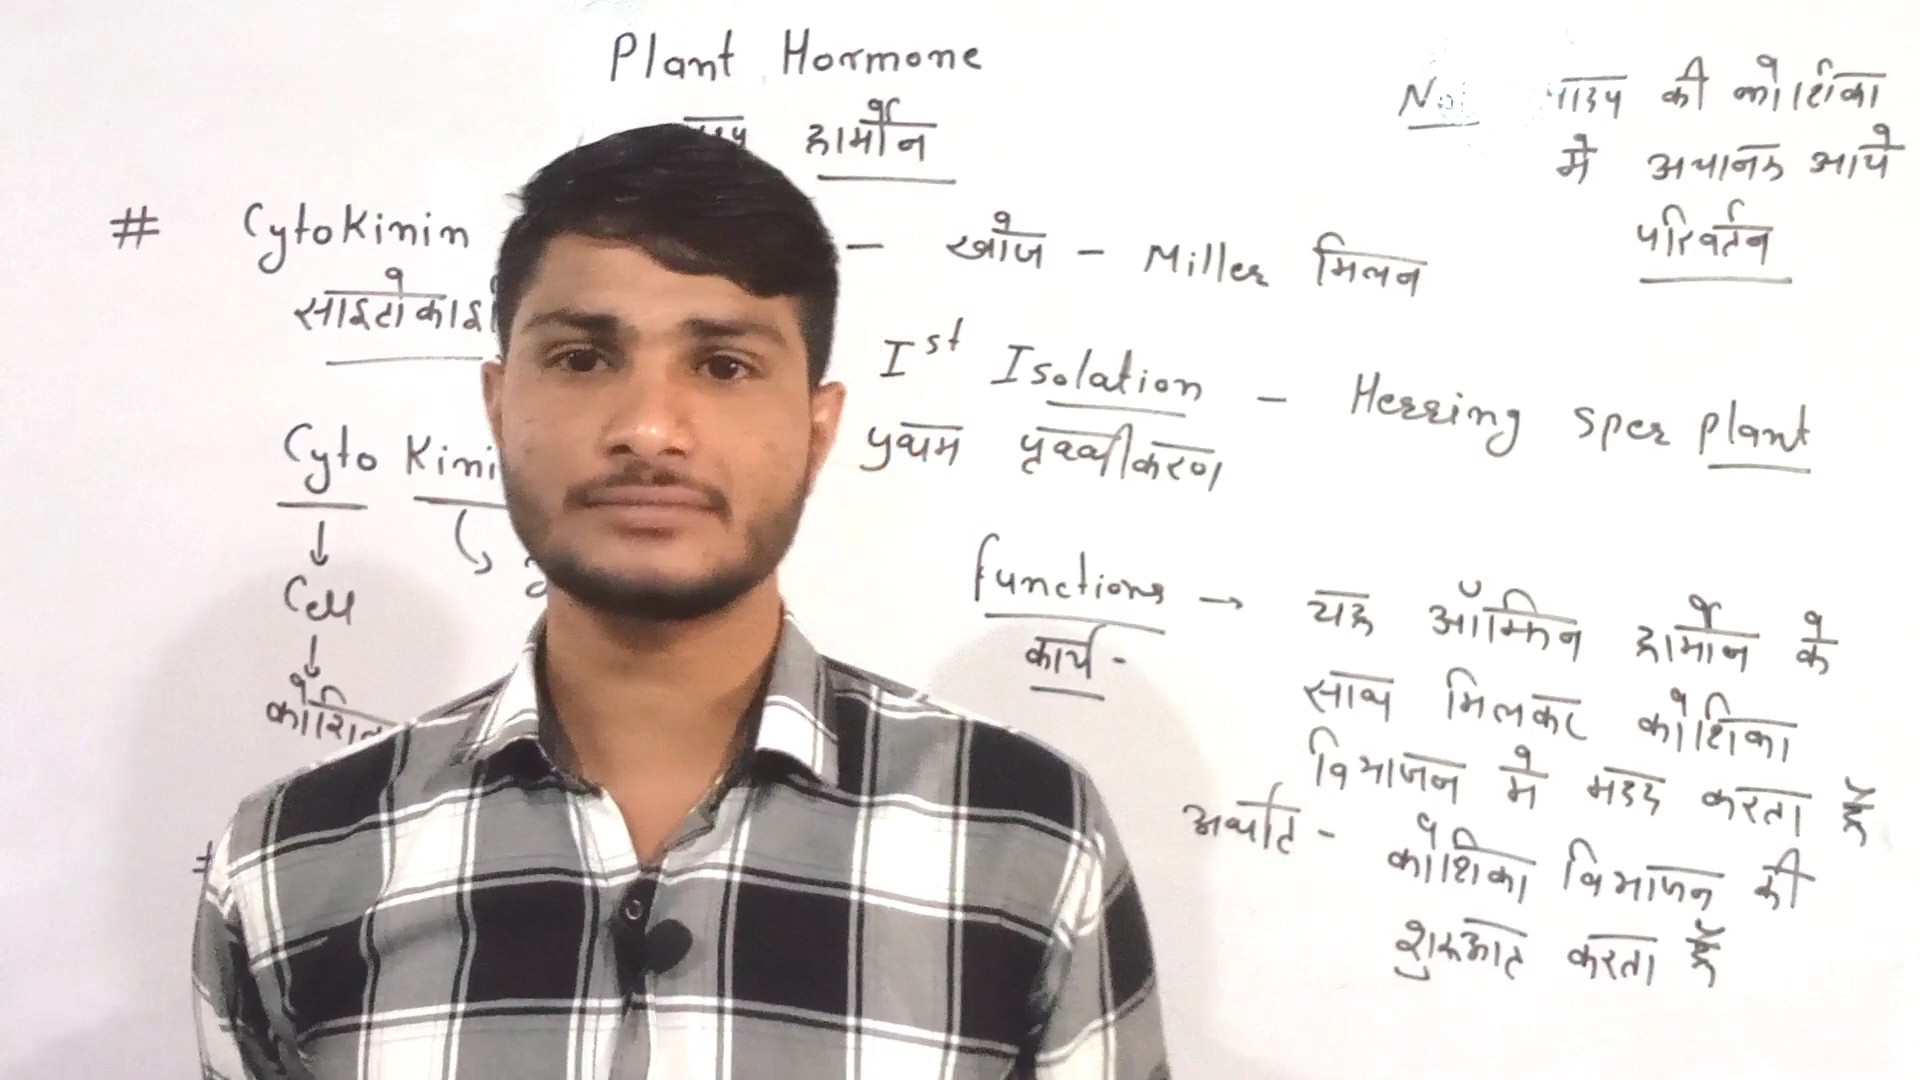 Plant Hormone
हार्मोन
पादप की कोशिका
मे अचानक आये
परिवर्तन
# Cytokinin - खोज - Miller मिलन
साइटोकाइ
Ist Isolation - Herring sper plant
प्रथम पृथ्थीकरण
Cyto Kini
Cell
functions → यह ऑक्सिन हार्मोन के
कार्य -
साथ मिलकर कोशिका
विभाजन मे मदद करता है
अर्थात - कोशिका विभाजन की
शुरुआत करता है